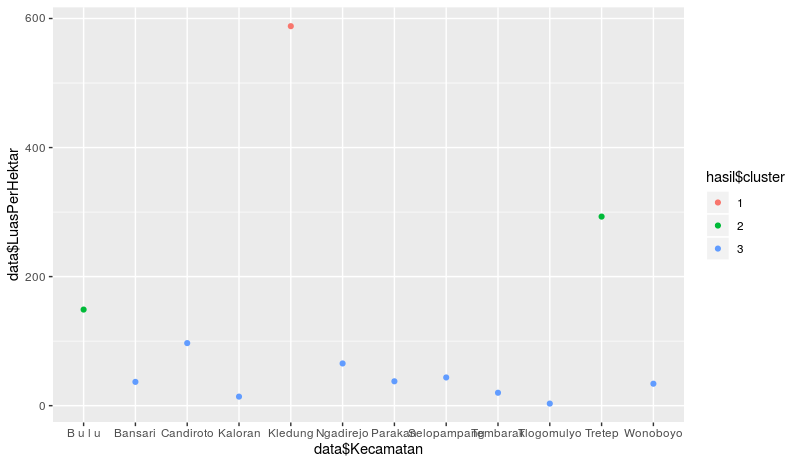 600
400
200
0
data$LuasPerHektar
B u l u Bansari Candiroto Kaloran Kledung Ngadirejo Parakan Selopampang Tembarak Tlogomulyo Tretep Wonoboyo
data$Kecamatan
hasil$cluster
1
2
3